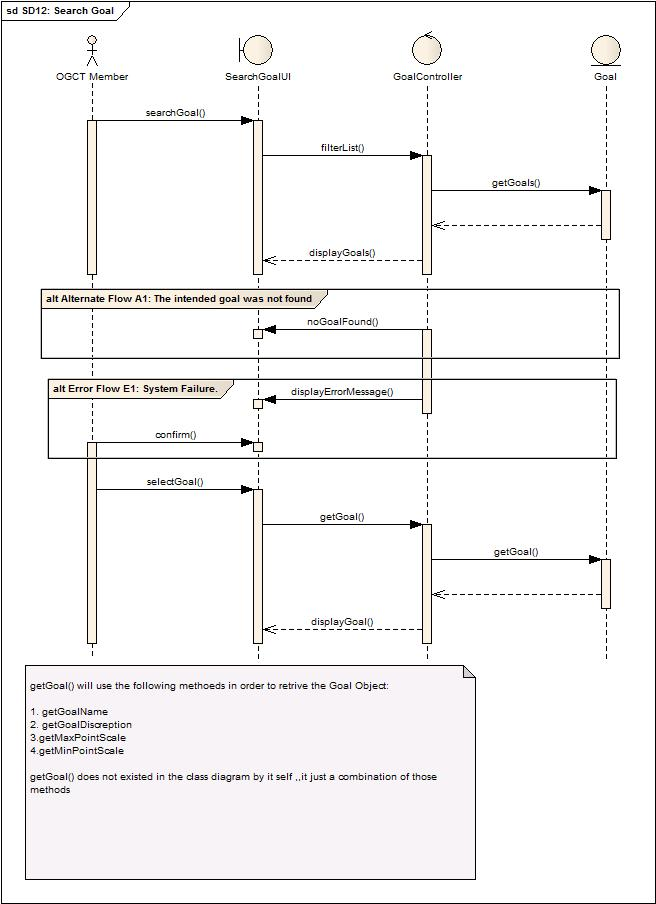 sd SD12: Search Goal
OGCT Member
SearchGoalUI
GoalController
Goal
searchGoal()
filterList()
getGoals()
displayGoals()
alt Alternate Flow A1: The intended goal was not found
noGoalFound()
alt Error Flow E1: System Failure.
displayErrorMessage()
confirm()
selectGoal()
getGoal()
getGoal()
displayGoal()
getGoal() will use the following methoeds in order to retrive the Goal Object:
1. getGoalName
2. getGoalDiscreption
3.getMaxPointScale
4.getMinPointScale
getGoal() does not existed in the class diagram by it self ,,it just a combination of those
methods